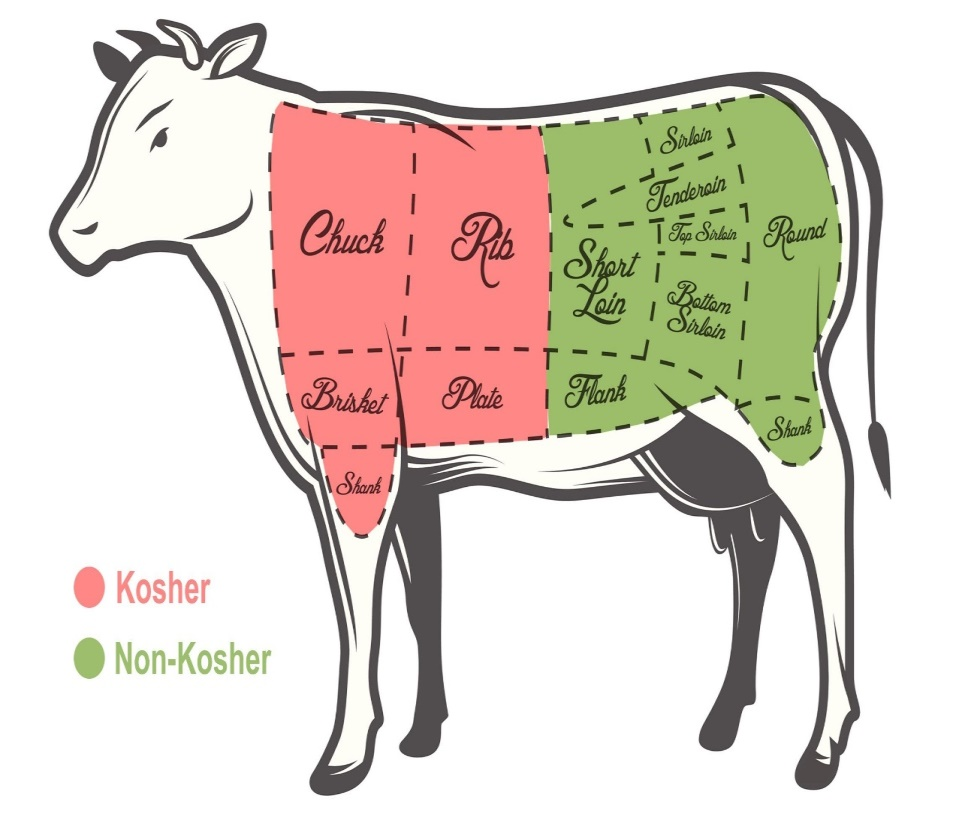 Sirloin
Tenderoin
Chuck
Rib
Top Sirloin
Round
Short
Loin
Bottom
Sirloin
Brisket
Plate
Flank
Shank
Shank
Kosher
Non-Kosher